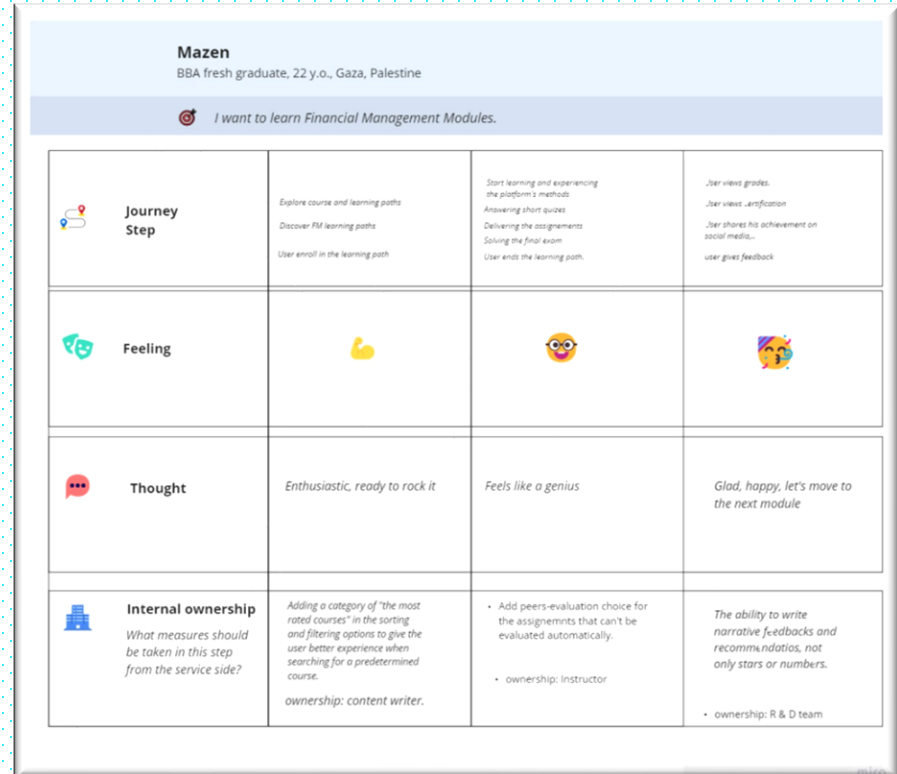 Mazen
BBA fresh graduate, 22 y.o., Gaza, Palestine
I want to learn Financial Management Modules.
Journey
Step
Explore course and learning paths
Discover FM learning paths
User enroll in the learning path
Start learning and experiencing
the platform's methods
Answering short quizes
Delivering the assignements
Solving the final exam
User ends the learning path.
User views grades.
User views certification
User shares his achievement on
social media,..
user gives feedback
Feeling
Thought
Enthusiastic, ready to rock it
Feels like a genius
Glad, happy, let's move to
the next module
Internal ownership
What measures should
be taken in this step
from the service side?
Adding a category of "the most
rated courses" in the sorting
and filtering options to give the
user better experience when
searching for a predetermined
course.
ownership: content writer.
• Add peers-evaluation choice for
the assignemnts that can't be
evaluated automatically.
• ownership: Instructor
The ability to write
narrative feedbacks and
recommendatios, not
only stars or numbers.
• ownership: R & D team
miro